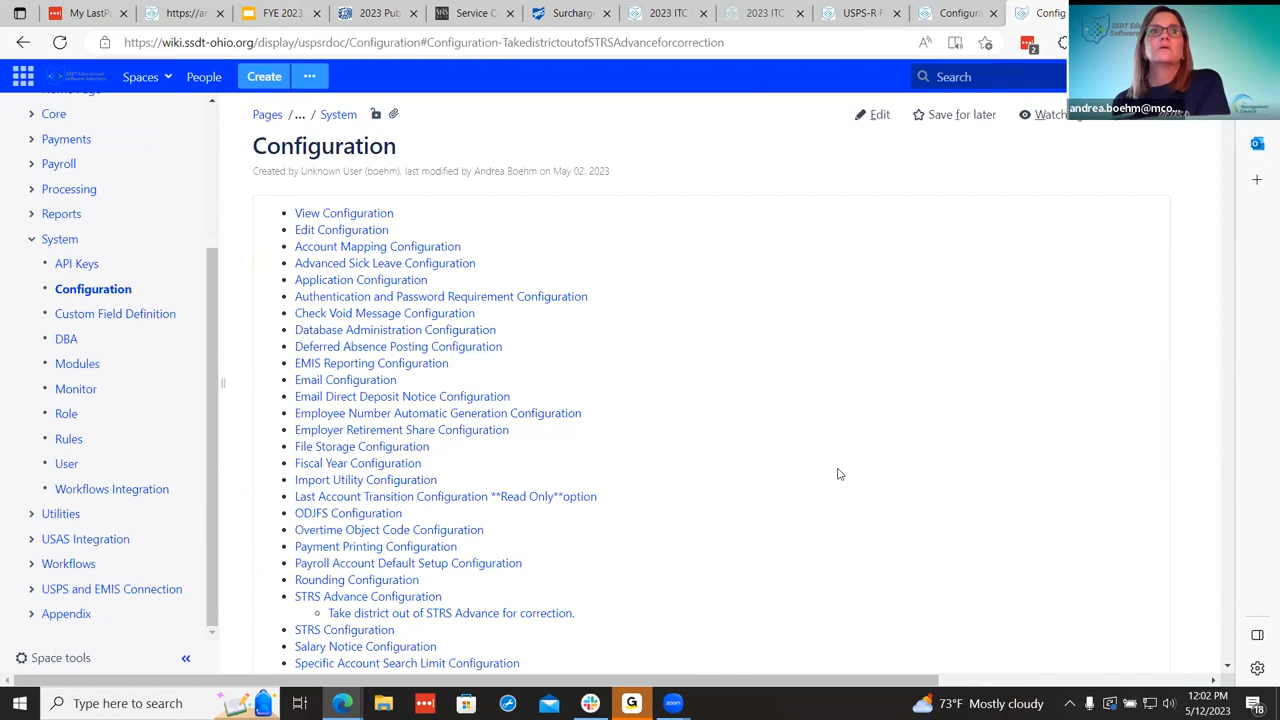 My LastP
https://ar
FYE 2023
2023 Pub
Service C
Surcharg
2023 ITC
2023 ITC
USPS-R F
Configur
Config
https://wiki.ssdt-ohio.org/display/uspsrdoc/Configuration#Configuration-TakedistrictoutofSTRSAdvanceforcorrection
2
andrea.boehm@mco...
Spaces
People
Create
Search
Core
Payments
Payroll
Processing
Reports
System
API Keys
Configuration
Custom Field Definition
DBA
Modules
Monitor
Role
Rules
User
Workflows Integration
Utilities
USAS Integration
Workflows
USPS and EMIS Connection
Appendix
Space tools
Pages /... / System
Edit
Save for later
Configuration
Created by Unknown User (boehm), last modified by Andrea Boehm on May 02, 2023
View Configuration
Edit Configuration
Account Mapping Configuration
Advanced Sick Leave Configuration
Application Configuration
Authentication and Password Requirement Configuration
Check Void Message Configuration
Database Administration Configuration
Deferred Absence Posting Configuration
EMIS Reporting Configuration
Email Configuration
Email Direct Deposit Notice Configuration
Employee Number Automatic Generation Configuration
Employer Retirement Share Configuration
File Storage Configuration
Fiscal Year Configuration
Import Utility Configuration
Last Account Transition Configuration **Read Only**option
ODJFS Configuration
Overtime Object Code Configuration
Payment Printing Configuration
Payroll Account Default Setup Configuration
Rounding Configuration
STRS Advance Configuration
Take district out of STRS Advance for correction.
STRS Configuration
Salary Notice Configuration
Specific Account Search Limit Configuration
Type here to search
73°F Mostly cloudy
12:02 PM
5/12/2023
18